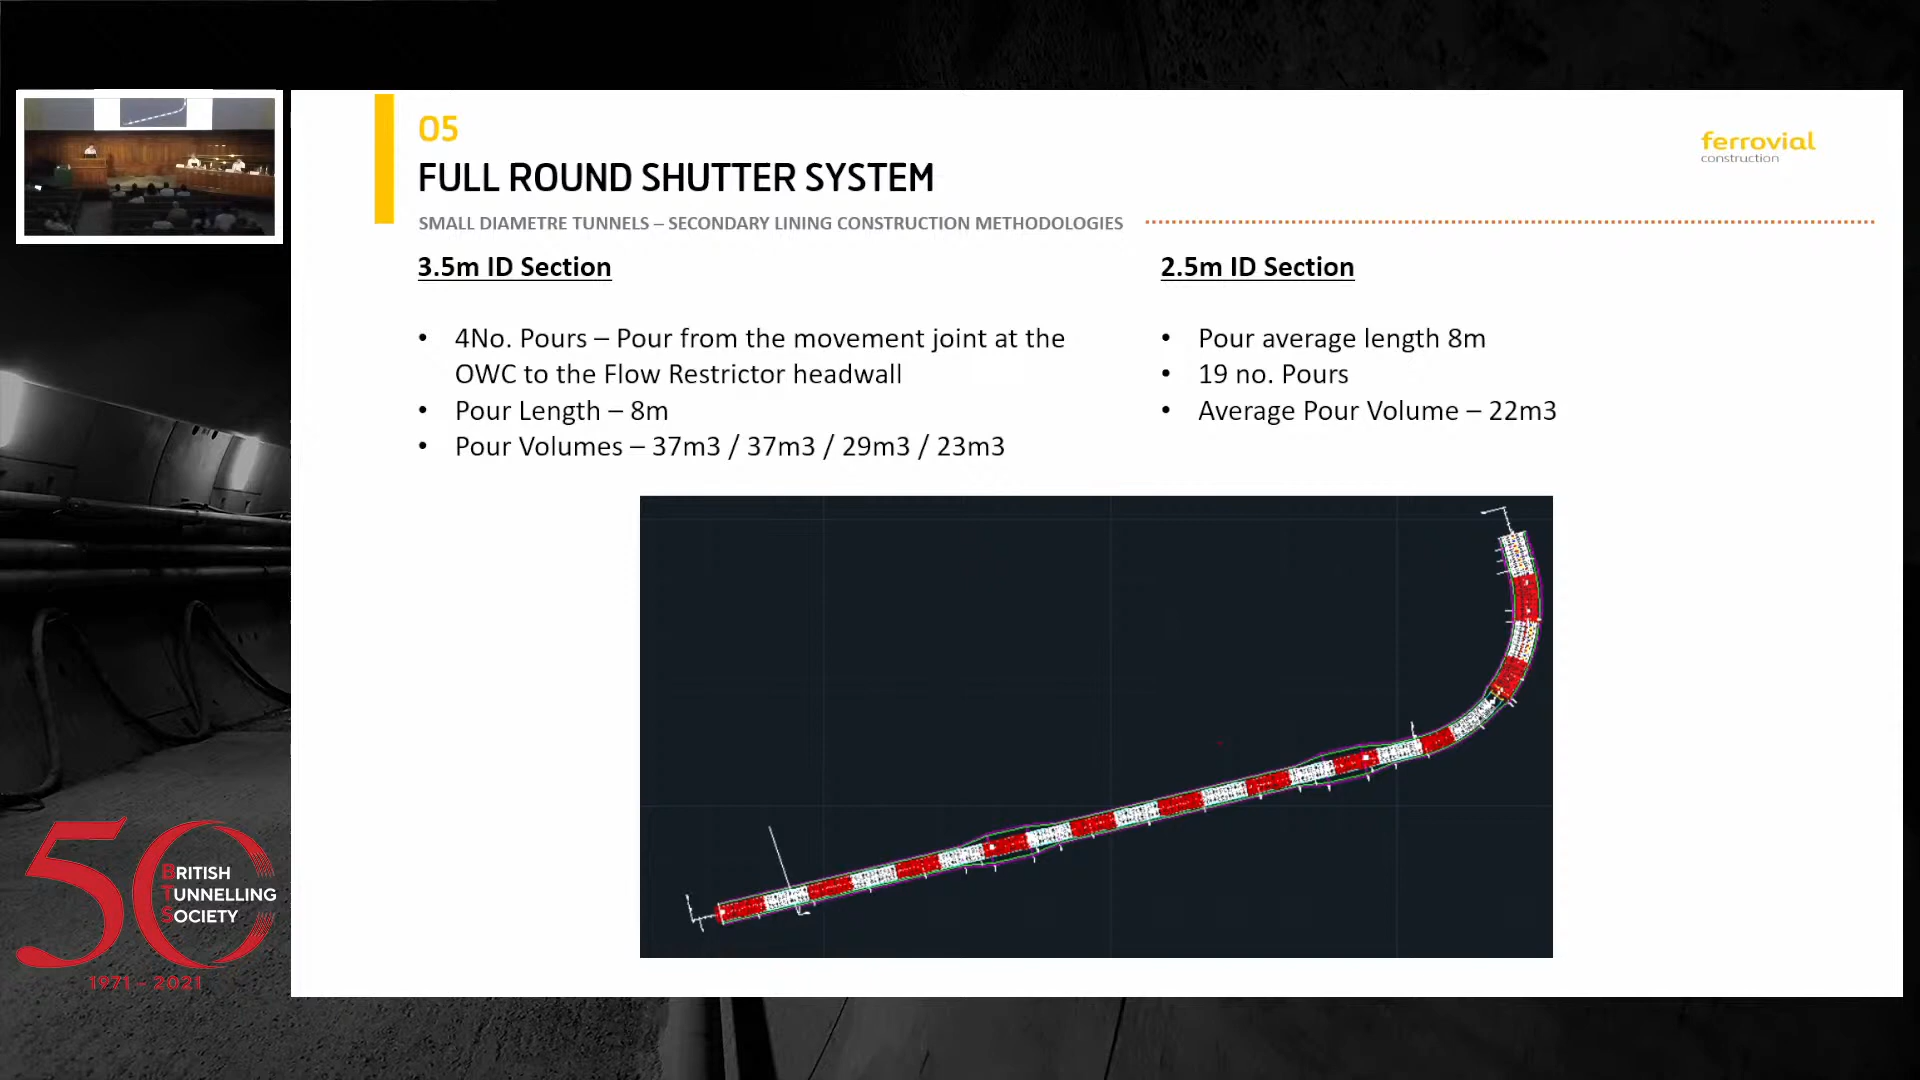 05
FULL ROUND SHUTTER SYSTEM
SMALL DIAMETRE TUNNELS – SECONDARY LINING CONSTRUCTION METHODOLOGIES
ferrovial
construction
3.5m ID Section
• 4No. Pours – Pour from the movement joint at the
OWC to the Flow Restrictor headwall
• Pour Length – 8m
• Pour Volumes – 37m3 / 37m3 / 29m3 / 23m3
2.5m ID Section
• Pour average length 8m
• 19 no. Pours
• Average Pour Volume – 22m3
50
BRITISH
TUNNELLING
SOCIETY
1971 - 2021